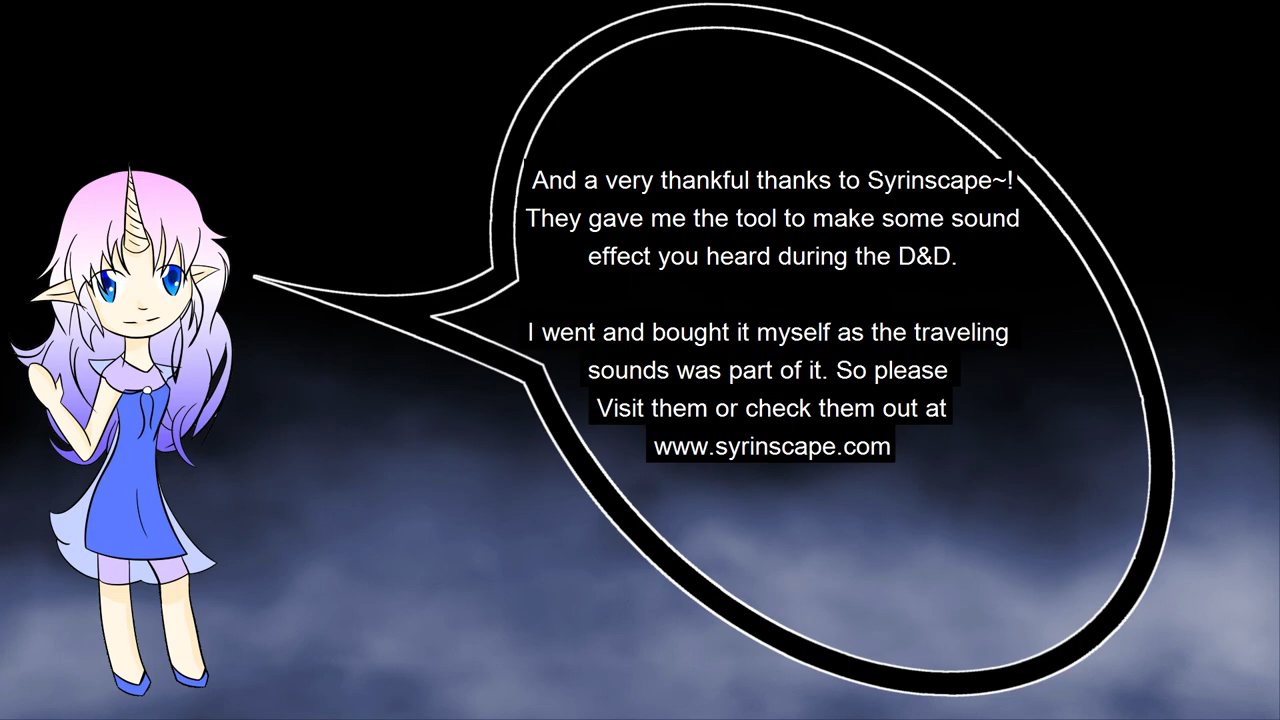 And a very thankful thanks to Syrinscape~!
They gave me the tool to make some sound
effect you heard during the D&D.
I went and bought it myself as the traveling
sounds was part of it. So please
Visit them or check them out at
www.syrinscape.com